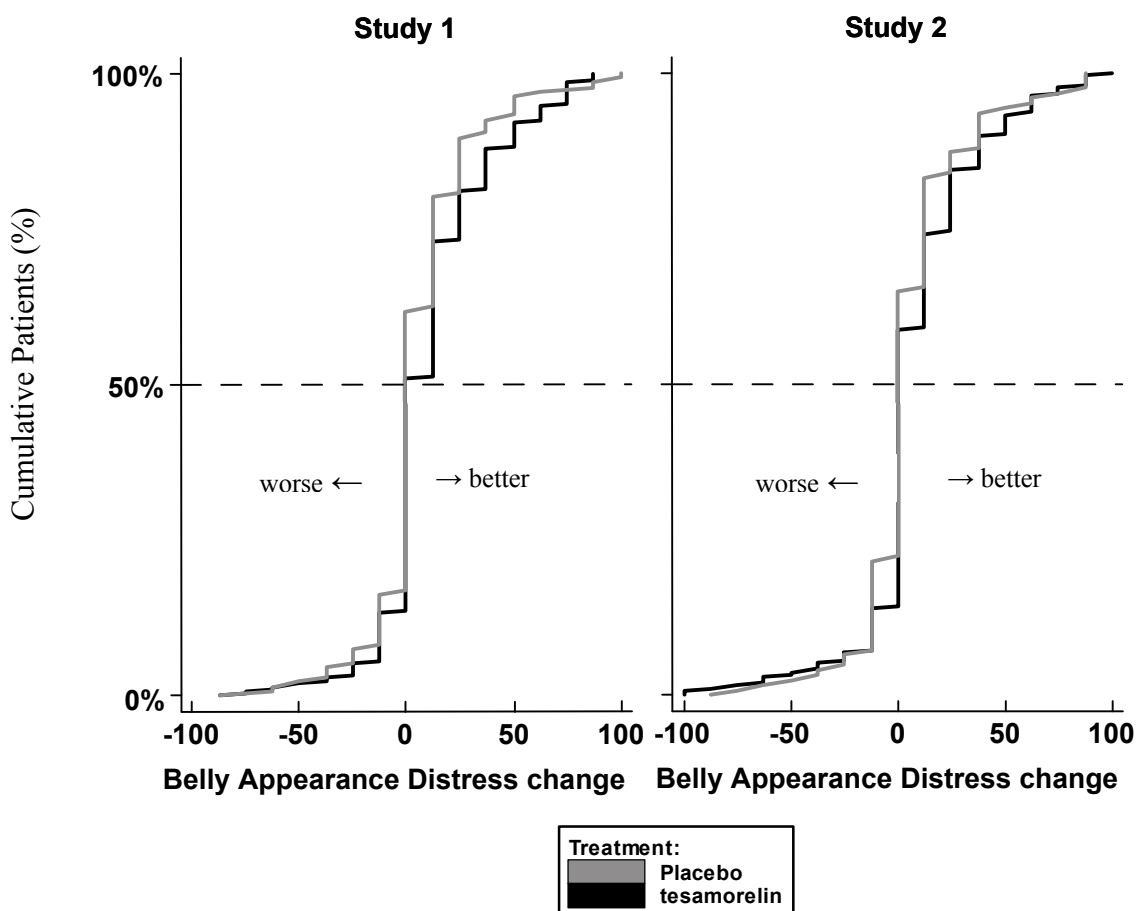 Study 1
Study 2
Cumulative Patients (%)
100%
50%
0%
worse ← → better
worse ← → better
-100 -50 0 50 100
-100 -50 0 50 100
Belly Appearance Distress change
Belly Appearance Distress change
Treatment:
Placebo
tesamorelin